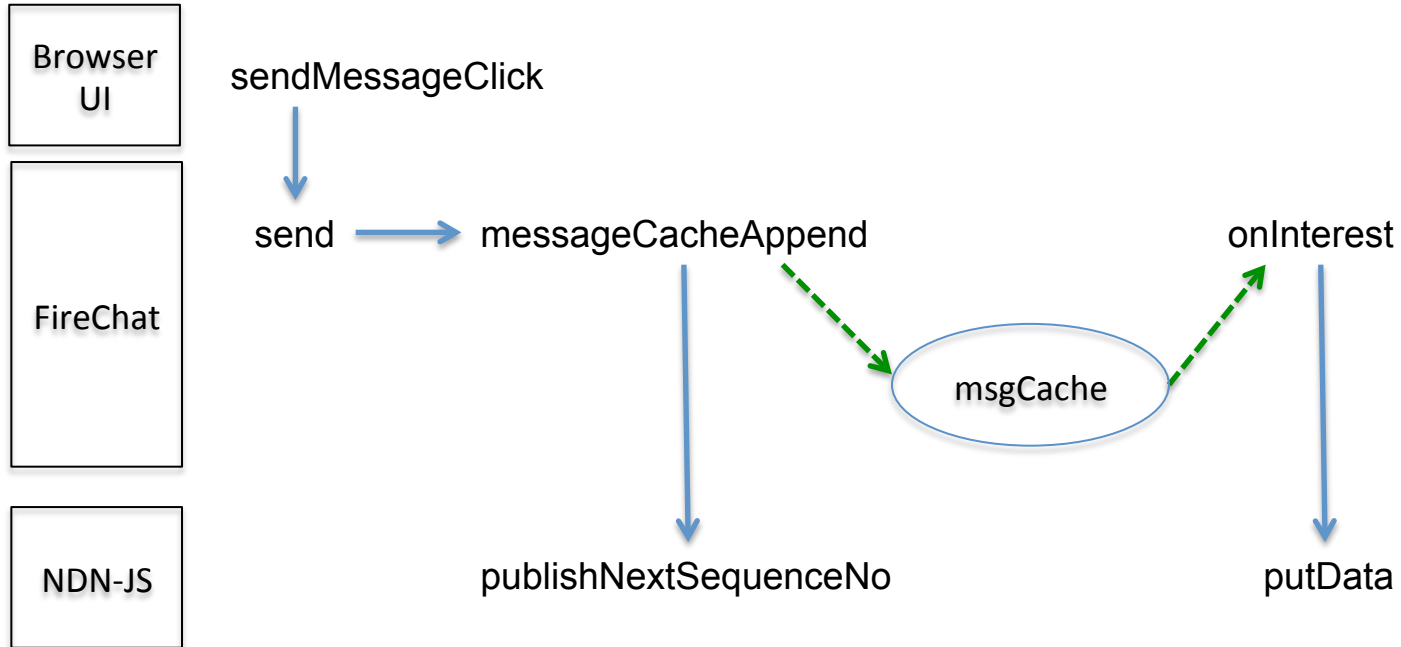 Browser
UI
sendMessageClick
send
messageCacheAppend
onInterest
FireChat
msgCache
NDN-JS
publishNextSequenceNo
putData